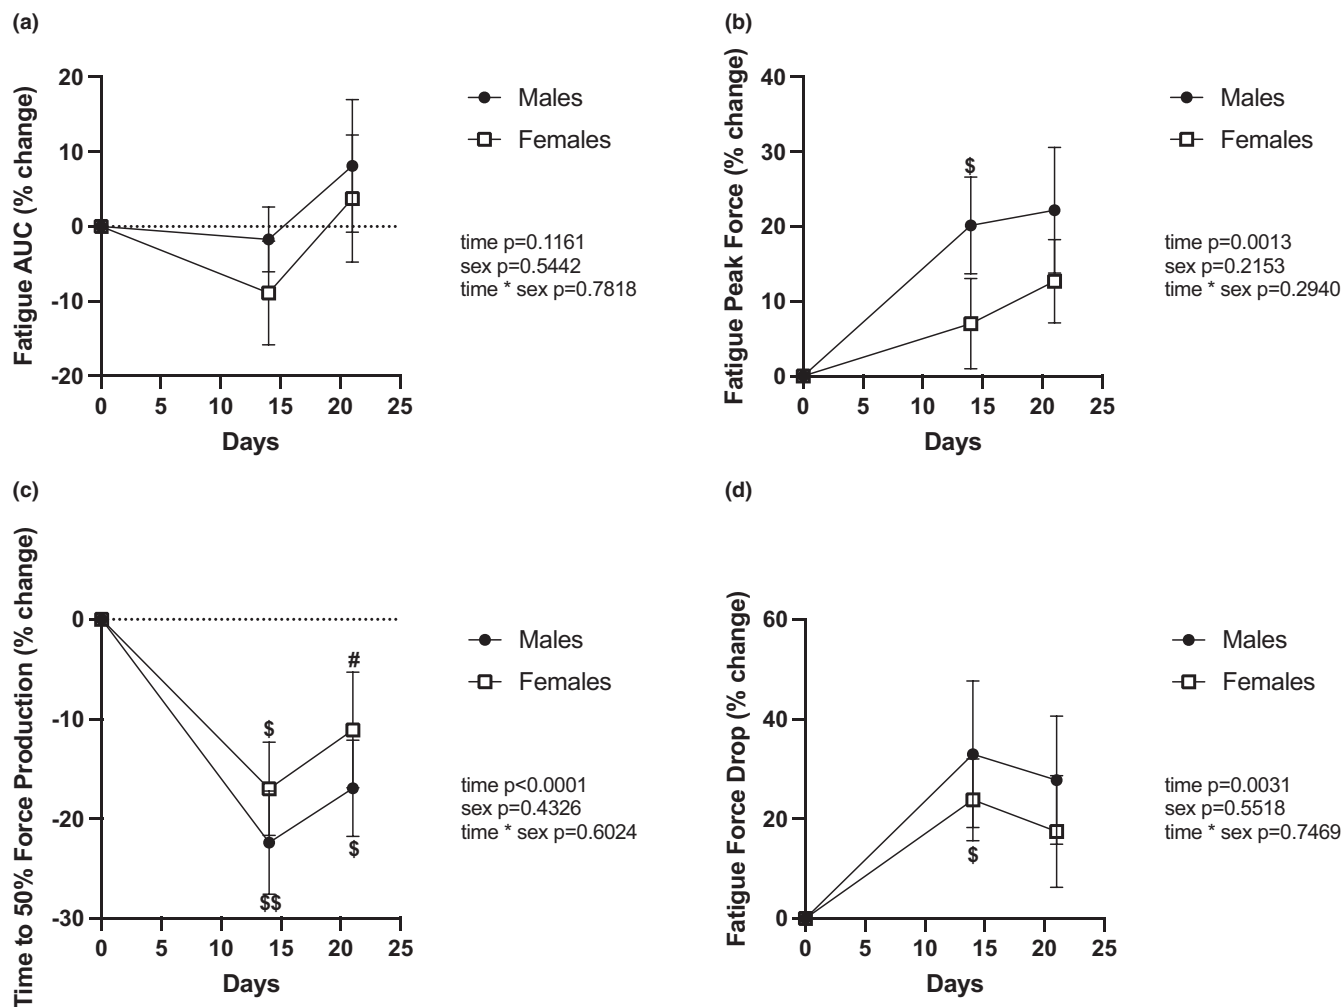 (a)
Fatigue AUC (% change)
20
10
0
-10
-20
0 5 10 15 20 25
Days
Males
Females
time p=0.1161
sex p=0.5442
time * sex p=0.7818
(b)
Fatigue Peak Force (% change)
40
30
20
10
0
$
0 5 10 15 20 25
Days
Males
Females
time p=0.0013
sex p=0.2153
time * sex p=0.2940
(c)
Time to 50% Force Production (% change)
0
-10
-20
-30
#
$
$
$$
0 5 10 15 20 25
Days
Males
Females
time p<0.0001
sex p=0.4326
time * sex p=0.6024
(d)
Fatigue Force Drop (% change)
60
40
20
0
$
0 5 10 15 20 25
Days
Males
Females
time p=0.0031
sex p=0.5518
time * sex p=0.7469